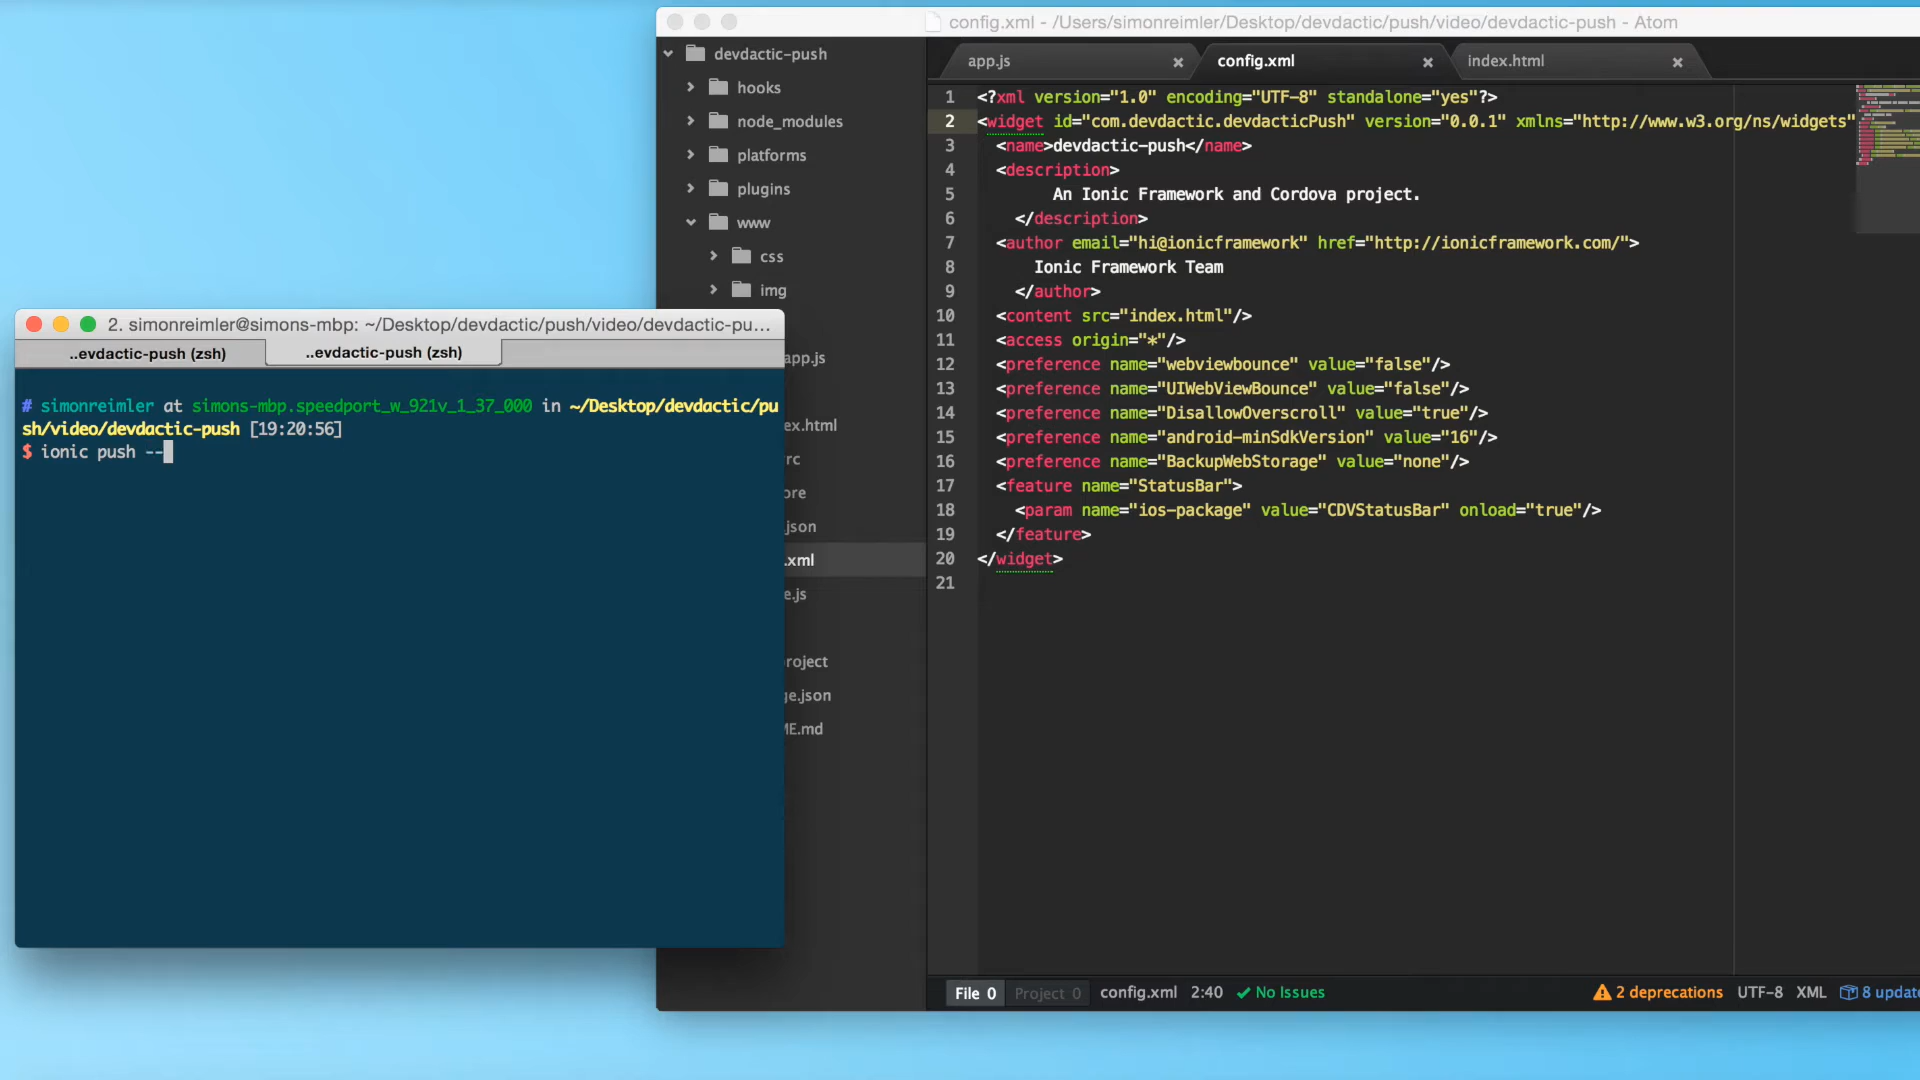 config.xml - /Users/simonreimler/Desktop/devdactic/push/video/devdactic-push - Atom
devdactic-push
hooks
node_modules
platforms
plugins
www
css
img
app.js
ex.html
rc
ore
.json
.xml
e.js
roject
ge.json
ME.md
2. simonreimler@simons-mbp: ~/Desktop/devdactic/push/video/devdactic-pu...
..evdactic-push (zsh)
..evdactic-push (zsh)
# simonreimler at simons-mbp.speedport_w_921v_1_37_000 in ~/Desktop/devdactic/pu
sh/video/devdactic-push [19:20:56]
$ ionic push --
app.js
config.xml
index.html
1 <?xml version="1.0" encoding="UTF-8" standalone="yes"?>
2 <widget id="com.devdactic.devdacticPush" version="0.0.1" xmlns="http://www.w3.org/ns/widgets"
3 <name>devdactic-push</name>
4 <description>
5 An Ionic Framework and Cordova project.
6 </description>
7 <author email="hi@ionicframework" href="http://ionicframework.com/">
8 Ionic Framework Team
9 </author>
10 <content src="index.html"/>
11 <access origin="*"/>
12 <preference name="webviewbounce" value="false"/>
13 <preference name="UIWebViewBounce" value="false"/>
14 <preference name="DisallowOverscroll" value="true"/>
15 <preference name="android-minSdkVersion" value="16"/>
16 <preference name="BackupWebStorage" value="none"/>
17 <feature name="StatusBar">
18 <param name="ios-package" value="CDVStatusBar" onload="true"/>
19 </feature>
20 </widget>
21
File 0 Project 0 config.xml 2:40 No Issues 2 deprecations UTF-8 XML 8 update